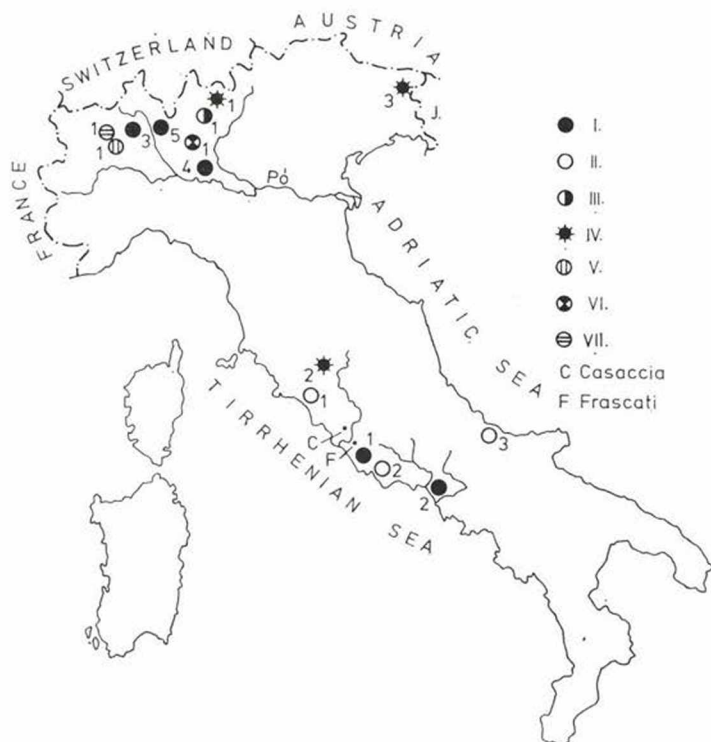 AUSTRIA
SWITZERLAND
FRANCE
J.
1
1
3
1
1
3
5
1
4
Pó
ADRIATIC SEA
TIRRHENIAN SEA
2
1
C
F
1
2
2
3
I.
II.
III.
IV.
V.
VI.
VII.
C Casaccia
F Frascati